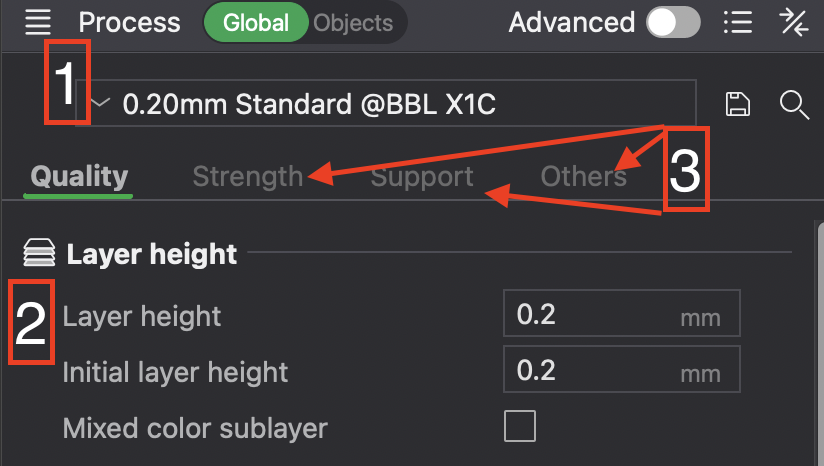 Process Global Objects Advanced
1
0.20mm Standard @BBL X1C
Quality Strength Support Others 3
Layer height
2
Layer height 0.2 mm
Initial layer height 0.2 mm
Mixed color sublayer